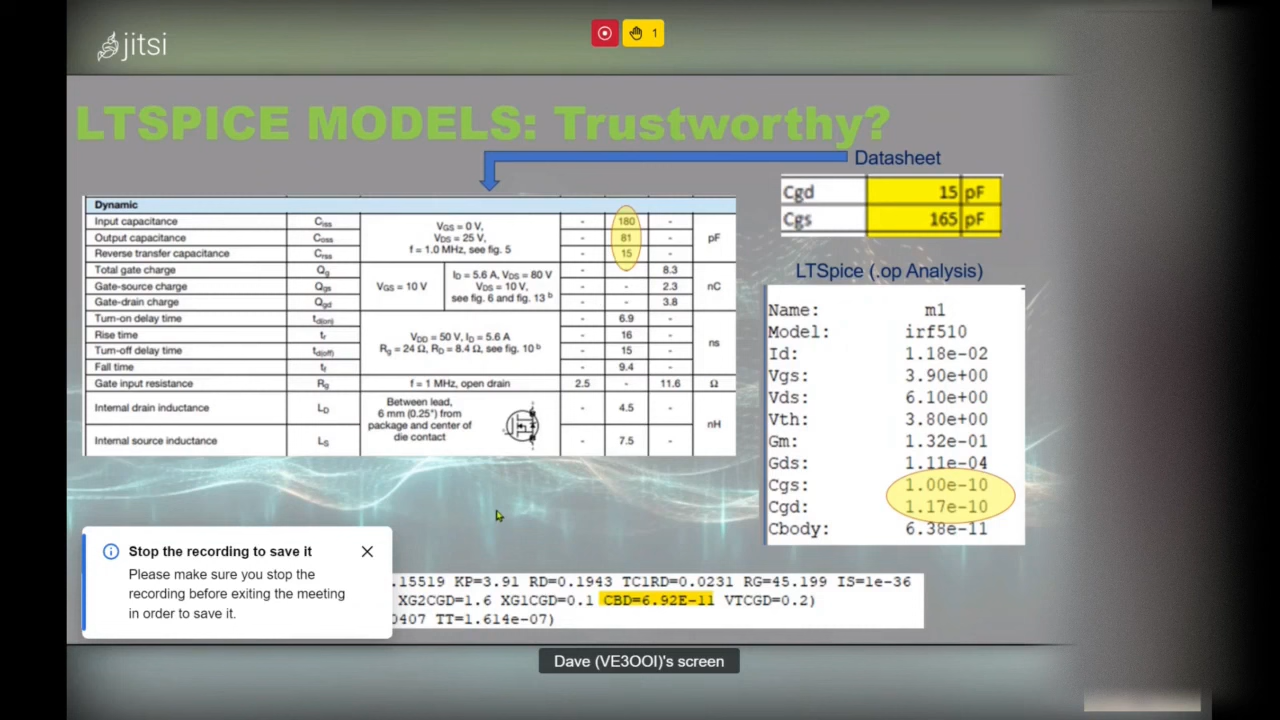 jitsi
1
LTSPICE MODELS: Trustworthy?
Datasheet
Cgd 15 pF
Cgs 165 pF
Dynamic
Input capacitance Ciss VGS = 0 V, VDS = 25 V, f = 1.0 MHz, see fig. 5 - 180 - pF
Output capacitance Coss - 81 -
Reverse transfer capacitance Crss - 15 -
Total gate charge Qg VGS = 10 V ID = 5.6 A, VDS = 80 V VDS = 10 V, see fig. 6 and fig. 13 b - - 8.3 nC
Gate-source charge Qgs - - 2.3
Gate-drain charge Qgd - - 3.8
Turn-on delay time td(on) VDD = 50 V, ID = 5.6 A Rg = 24 Ω, RD = 8.4 Ω, see fig. 10 b - 6.9 - ns
Rise time tr - 16 -
Turn-off delay time td(off) - 15 -
Fall time tf - 9.4 -
Gate input resistance Rg f = 1 MHz, open drain 2.5 - 11.6 Ω
Internal drain inductance LD Between lead, 6 mm (0.25") from package and center of die contact - 4.5 - nH
Internal source inductance LS - 7.5 -
LTSpice (.op Analysis)
Name: m1
Model: irf510
Id: 1.18e-02
Vgs: 3.90e+00
Vds: 6.10e+00
Vth: 3.80e+00
Gm: 1.32e-01
Gds: 1.11e-04
Cgs: 1.00e-10
Cgd: 1.17e-10
Cbody: 6.38e-11
Stop the recording to save it
Please make sure you stop the
recording before exiting the meeting
in order to save it.
.15519 KP=3.91 RD=0.1943 TC1RD=0.0231 RG=45.199 IS=1e-36
XG2CGD=1.6 XG1CGD=0.1 CBD=6.92E-11 VTCGD=0.2)
0407 TT=1.614e-07)
Dave (VE3OOI)'s screen